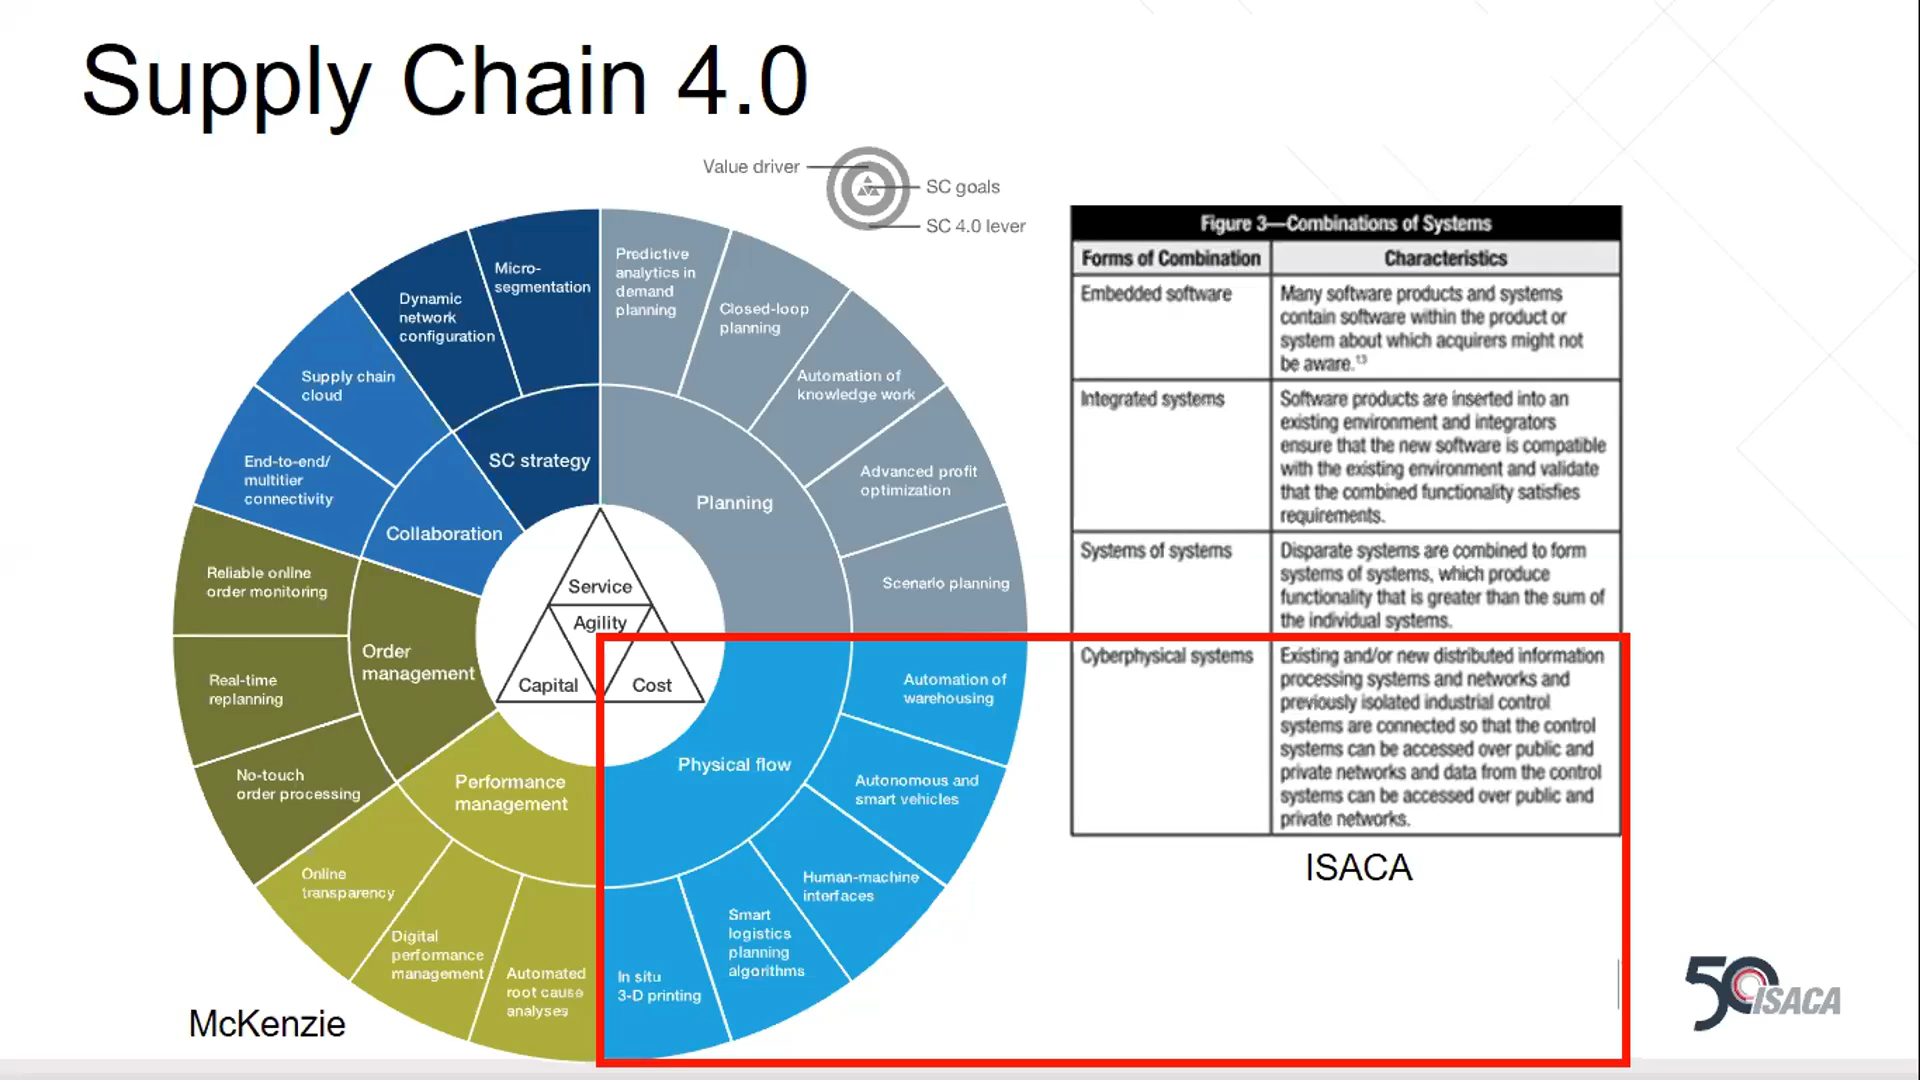 Supply Chain 4.0
Value driver
SC goals
SC 4.0 lever
Micro-
segmentation
Dynamic
network
configuration
Supply chain
cloud
End-to-end/
multitier
connectivity
SC strategy
Collaboration
Predictive
analytics in
demand
planning
Closed-loop
planning
Automation of
knowledge work
Advanced profit
optimization
Scenario planning
Planning
Reliable online
order monitoring
Real-time
replanning
No-touch
order processing
Order
management
Service
Agility
Capital
Cost
Performance
management
Online
transparency
Digital
performance
management
Automated
root cause
analyses
Physical flow
Automation of
warehousing
Autonomous and
smart vehicles
Human-machine
interfaces
Smart
logistics
planning
algorithms
In situ
3-D printing
McKenzie
Figure 3—Combinations of Systems
Forms of Combination
Characteristics
Embedded software
Many software products and systems
contain software within the product or
system about which acquirers might not
be aware.¹³
Integrated systems
Software products are inserted into an
existing environment and integrators
ensure that the new software is compatible
with the existing environment and validate
that the combined functionality satisfies
requirements.
Systems of systems
Disparate systems are combined to form
systems of systems, which produce
functionality that is greater than the sum of
the individual systems.
Cyberphysical systems
Existing and/or new distributed information
processing systems and networks and
previously isolated industrial control
systems are connected so that the control
systems can be accessed over public and
private networks and data from the control
systems can be accessed over public and
private networks.
ISACA
50 ISACA